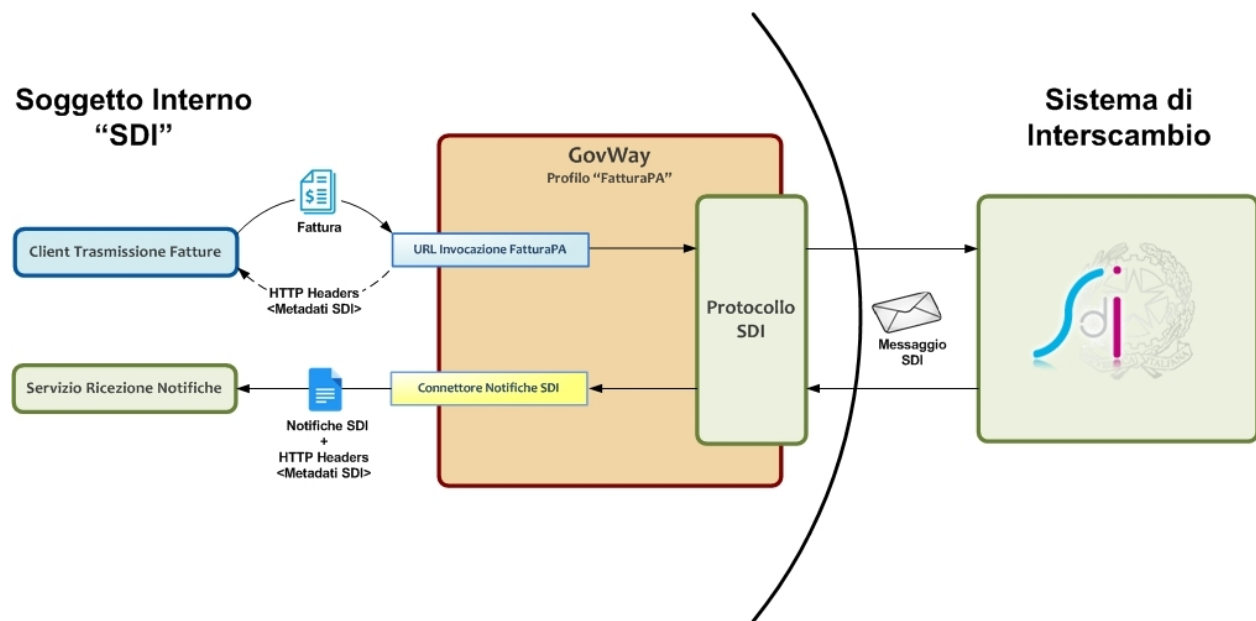 Soggetto Interno
“SDI”
Sistema di
Interscambio
GovWay
Profilo “FatturaPA”
Fattura
Client Trasmissione Fatture
URL Invocazione FatturaPA
HTTP Headers
<Metadati SDI>
Protocollo
SDI
Messaggio
SDI
Servizio Ricezione Notifiche
Connettore Notifiche SDI
Notifiche SDI
+
HTTP Headers
<Metadati SDI>
Sdi